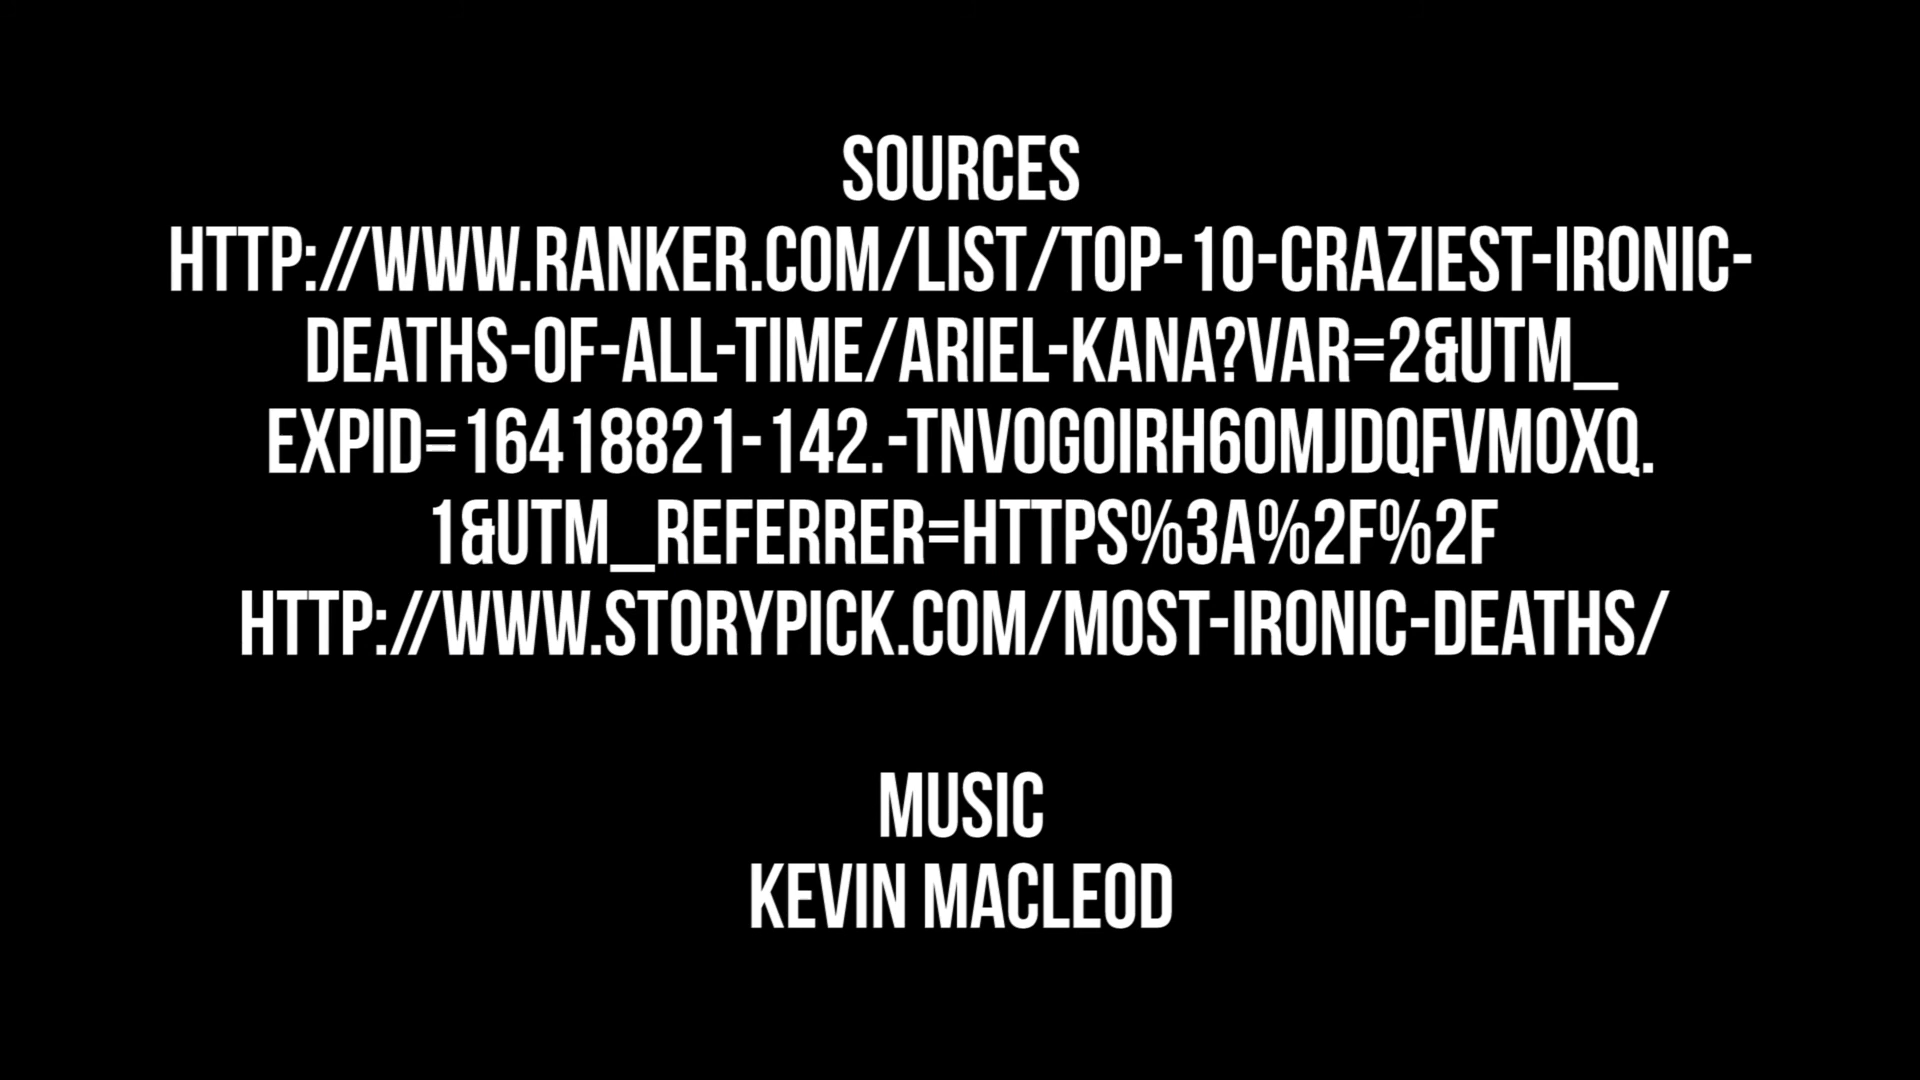 SOURCES
HTTP://WWW.RANKER.COM/LIST/TOP-10-CRAZIEST-IRONIC-
DEATHS-OF-ALL-TIME/ARIEL-KANA?VAR=2&UTM_
EXPID=16418821-142.-TNVOGOIRH60MJDQFVMOXQ.
1&UTM_REFERRER=HTTPS%3A%2F%2F
HTTP://WWW.STORYPICK.COM/MOST-IRONIC-DEATHS/
MUSIC
KEVIN MACLEOD